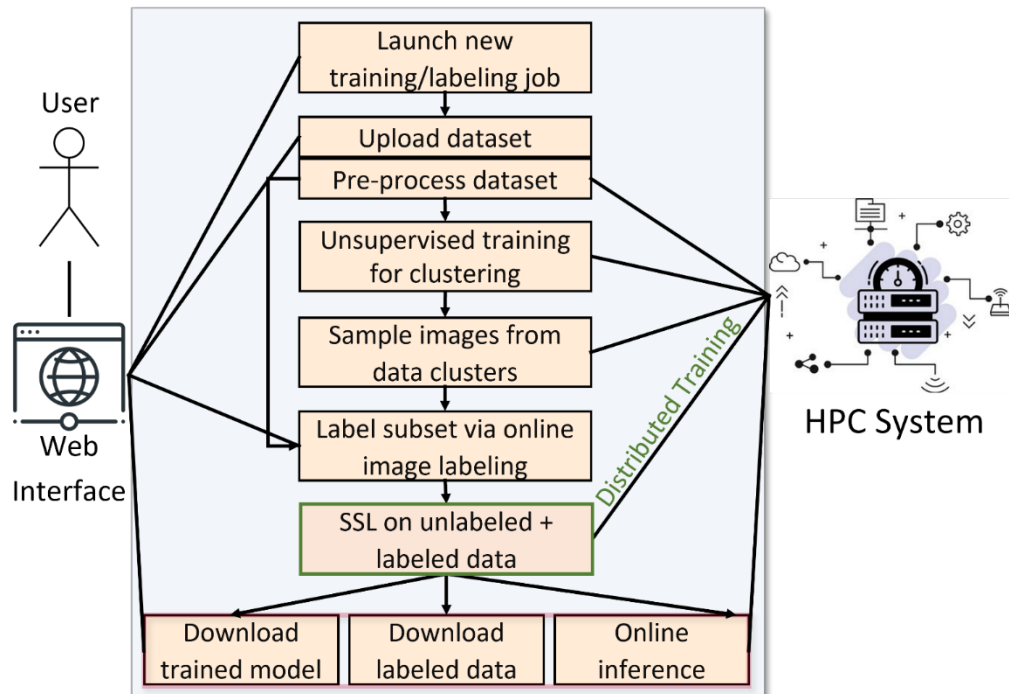 Launch new
training/labeling job
User
Upload dataset
Pre-process dataset
Unsupervised training
for clustering
Sample images from
data clusters
Label subset via online
image labeling
Web
Interface
HPC System
Distributed Training
SSL on unlabeled +
labeled data
Download
trained model
Download
labeled data
Online
inference